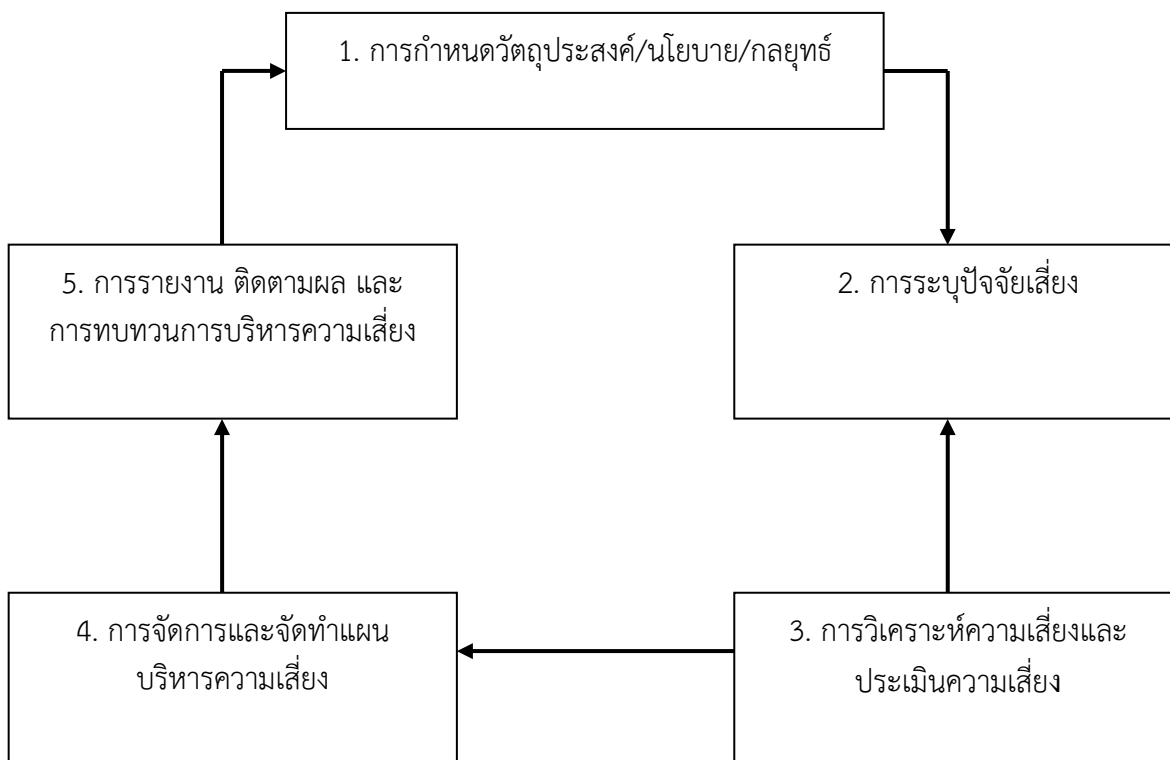 1. การกำหนดวัตถุประสงค์/นโยบาย/กลยุทธ์
5. การรายงาน ติดตามผล และ
การทบทวนการบริหารความเสี่ยง
2. การระบุปัจจัยเสี่ยง
4. การจัดการและจัดทำแผน
บริหารความเสี่ยง
3. การวิเคราะห์ความเสี่ยงและ
ประเมินความเสี่ยง